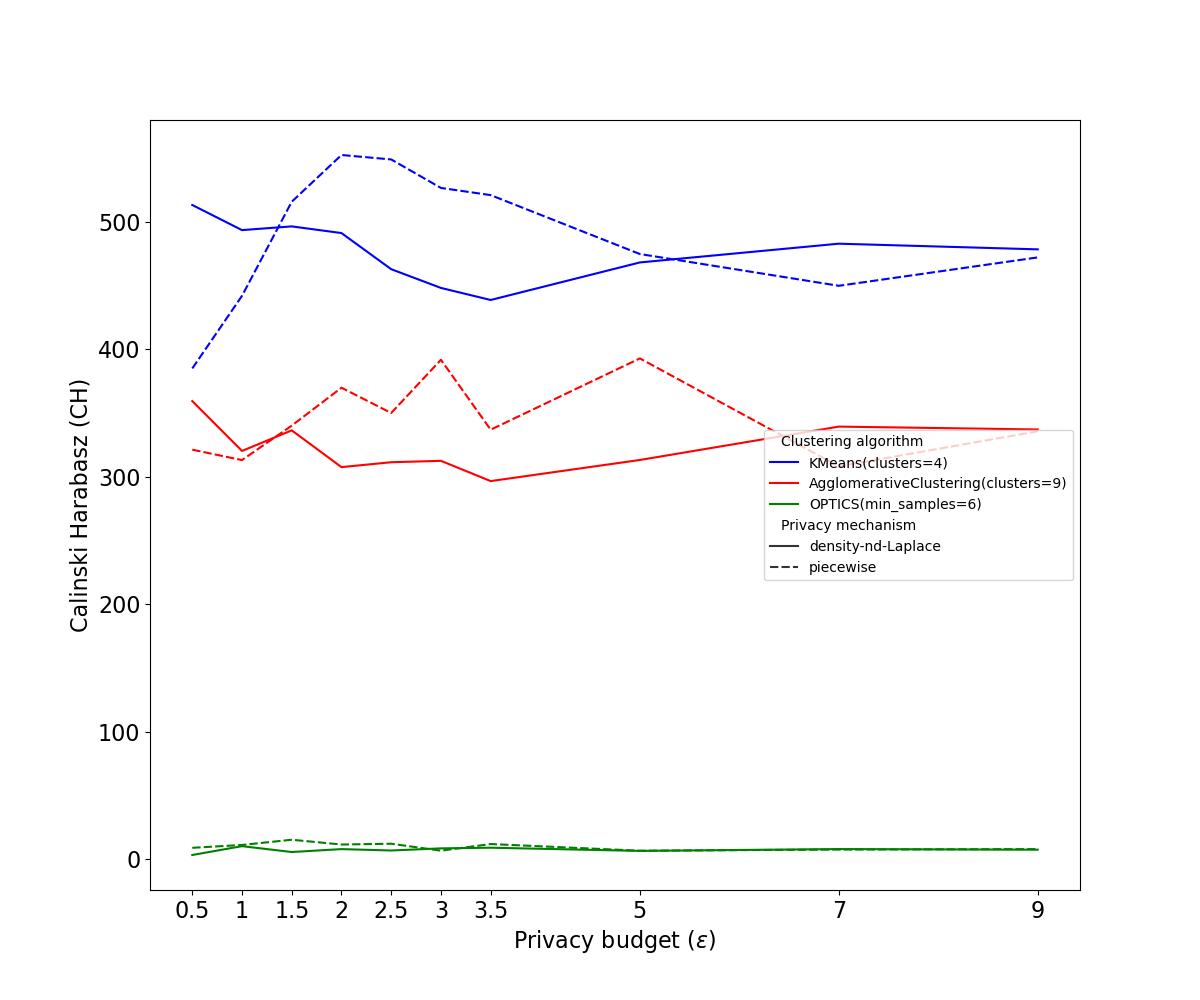 500
400
300
200
100
0
Calinski Harabasz (CH)
Clustering algorithm
KMeans(clusters=4)
AgglomerativeClustering(clusters=9)
OPTICS(min_samples=6)
Privacy mechanism
density-nd-Laplace
piecewise
0.5 1 1.5 2 2.5 3 3.5 5 7 9
Privacy budget (ε)